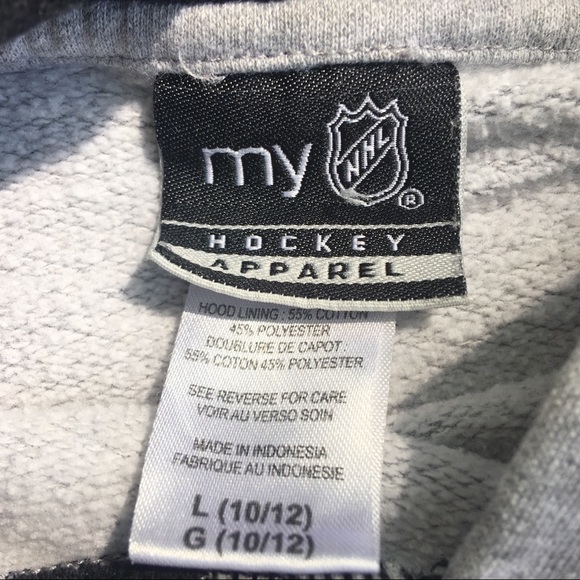 my NHL ®
HOCKEY
APPAREL
HOOD LINING : 55% COTTON
45% POLYESTER
DOUBLURE DE CAPOT
55% COTON 45% POLYESTER
SEE REVERSE FOR CARE
VOIR AU VERSO SOIN
MADE IN INDONESIA
FABRIQUE AU INDONESIE
L (10/12)
G (10/12)